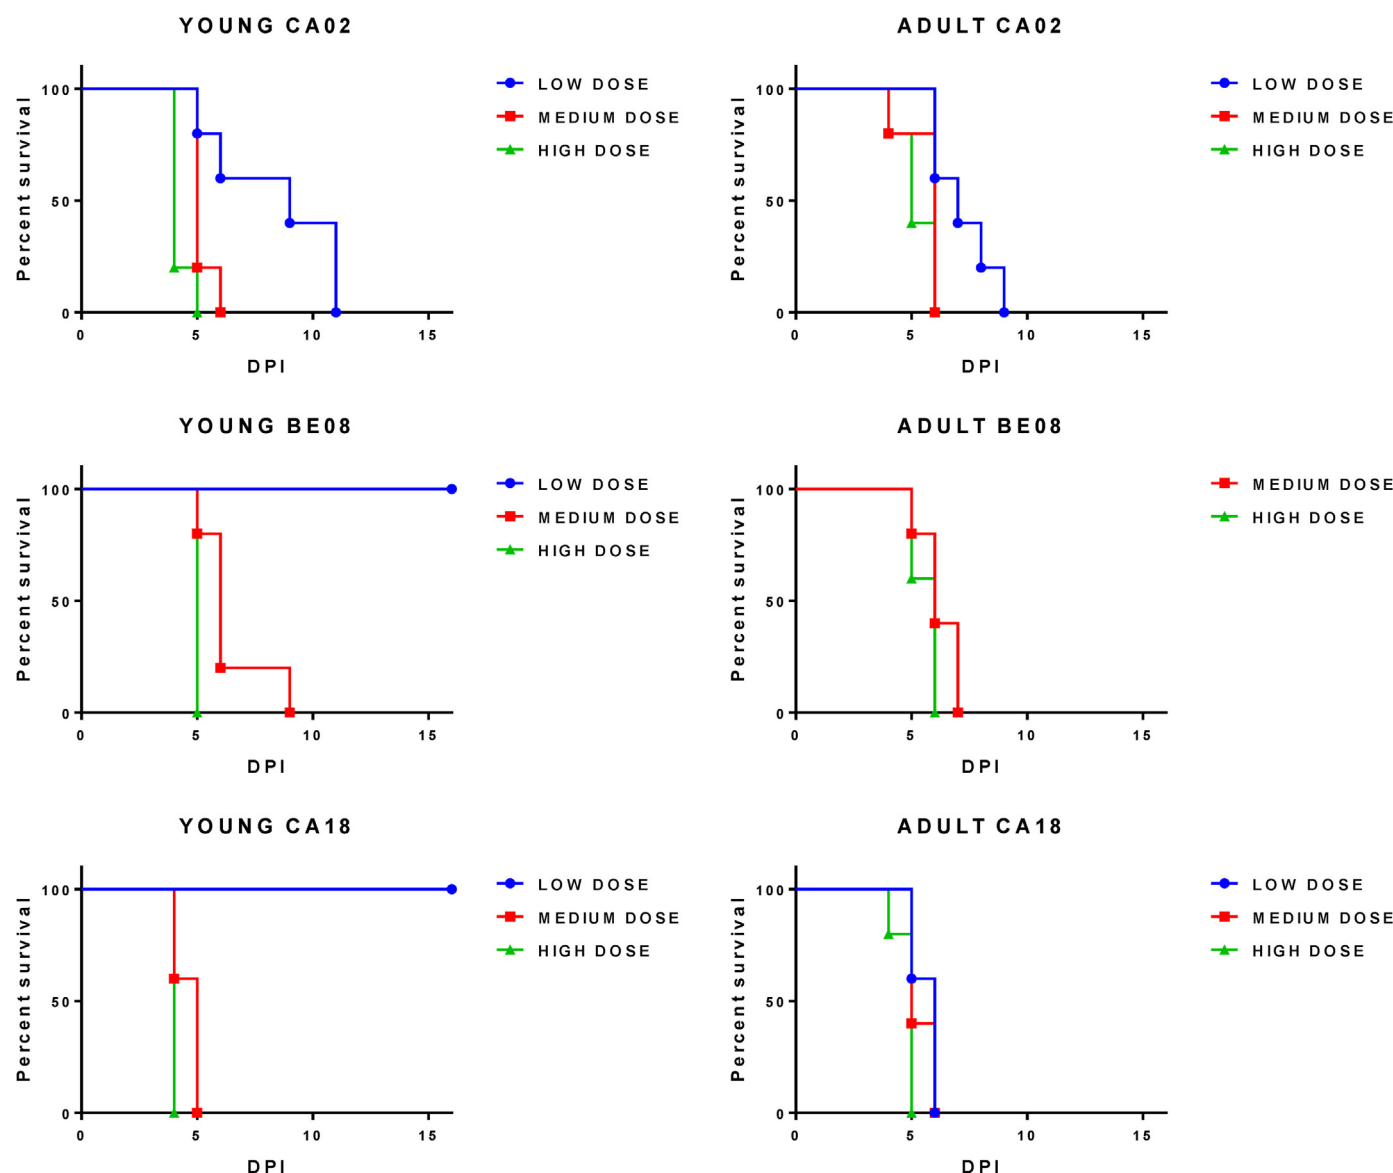 YOUNG CA02
100
50
0
Percent survival
0 5 10 15
DPI
LOW DOSE
MEDIUM DOSE
HIGH DOSE
ADULT CA02
100
50
0
Percent survival
0 5 10 15
DPI
LOW DOSE
MEDIUM DOSE
HIGH DOSE
YOUNG BE08
100
50
0
Percent survival
0 5 10 15
DPI
LOW DOSE
MEDIUM DOSE
HIGH DOSE
ADULT BE08
100
50
0
Percent survival
0 5 10 15
DPI
MEDIUM DOSE
HIGH DOSE
YOUNG CA18
100
50
0
Percent survival
0 5 10 15
DPI
LOW DOSE
MEDIUM DOSE
HIGH DOSE
ADULT CA18
100
50
0
Percent survival
0 5 10 15
DPI
LOW DOSE
MEDIUM DOSE
HIGH DOSE